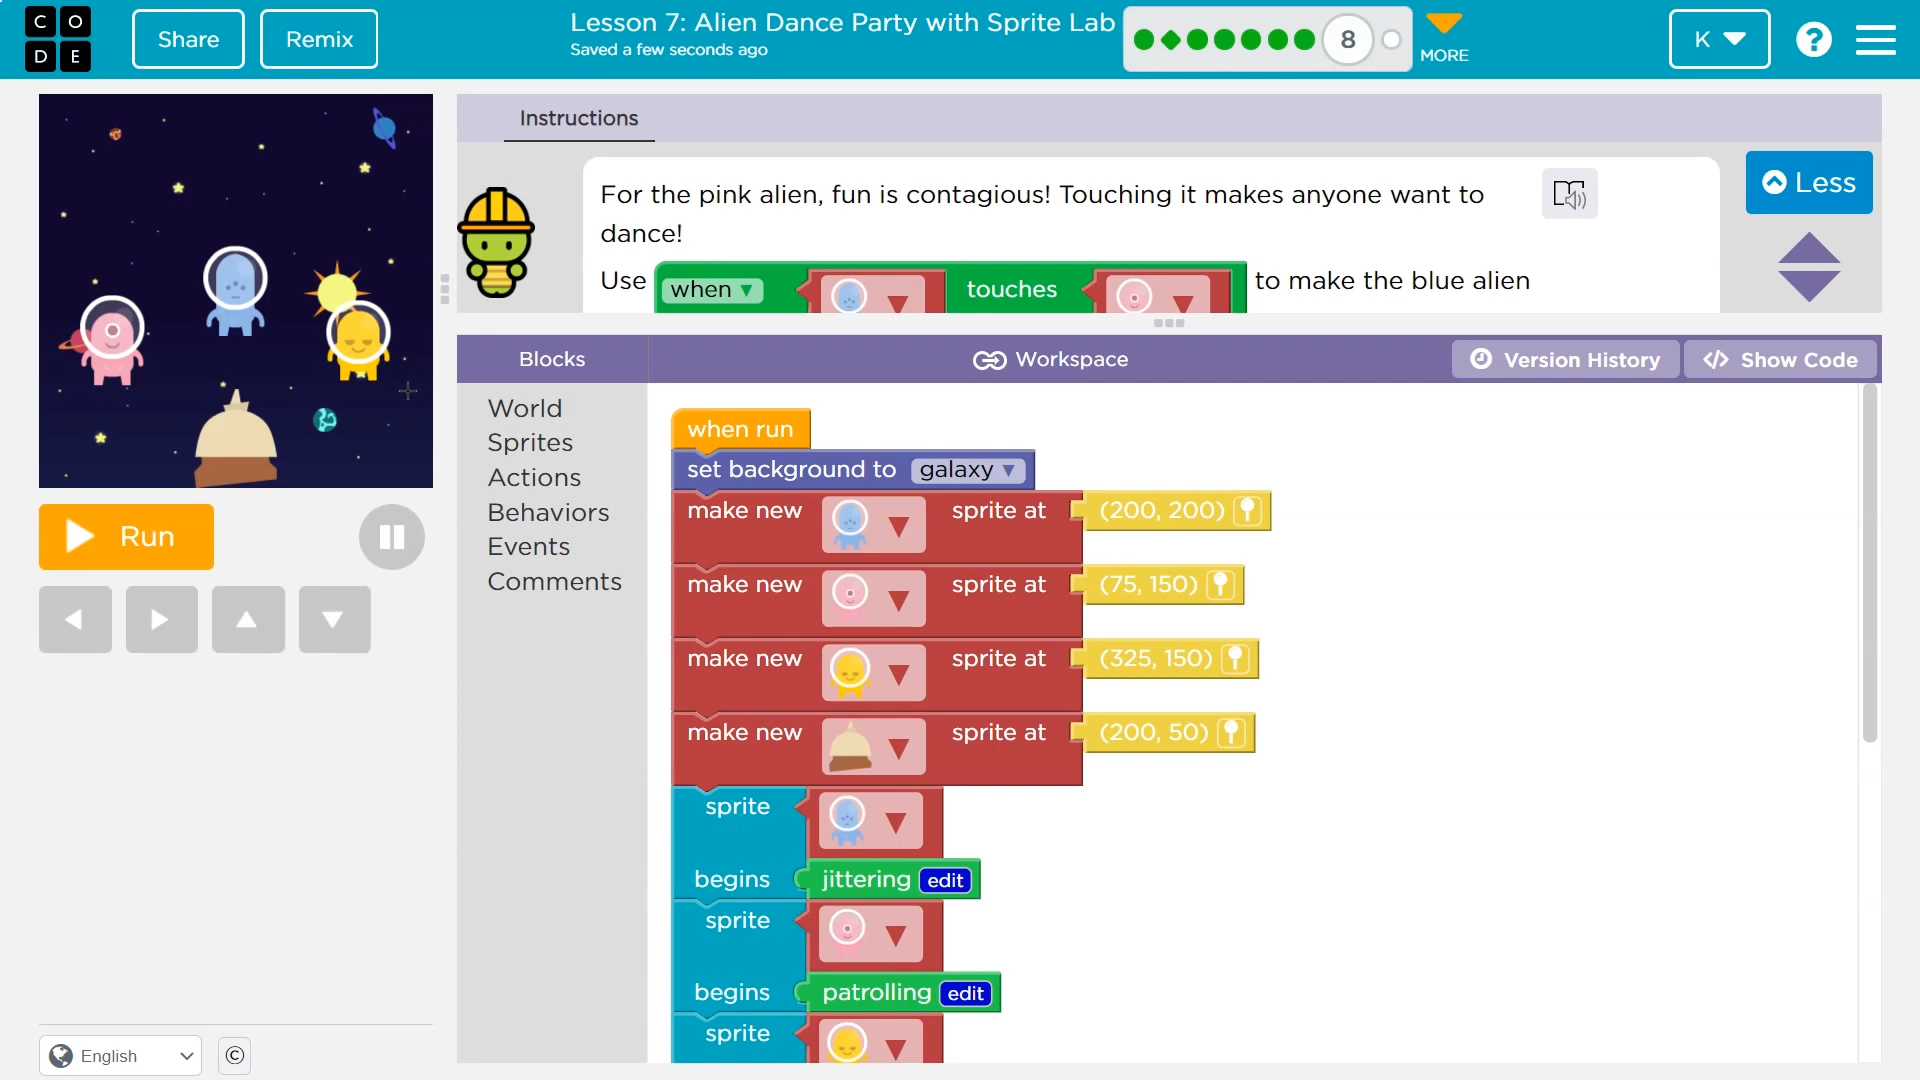 CODE
Share
Remix
Lesson 7: Alien Dance Party with Sprite Lab
Saved a few seconds ago
8
MORE
K
?
Instructions
For the pink alien, fun is contagious! Touching it makes anyone want to
dance!
Use when touches to make the blue alien
Less
Blocks
Workspace
Version History
Show Code
World
Sprites
Actions
Behaviors
Events
Comments
when run
set background to galaxy
make new sprite at (200, 200)
make new sprite at (75, 150)
make new sprite at (325, 150)
make new sprite at (200, 50)
sprite
begins jittering edit
sprite
begins patrolling edit
sprite
Run
English
©